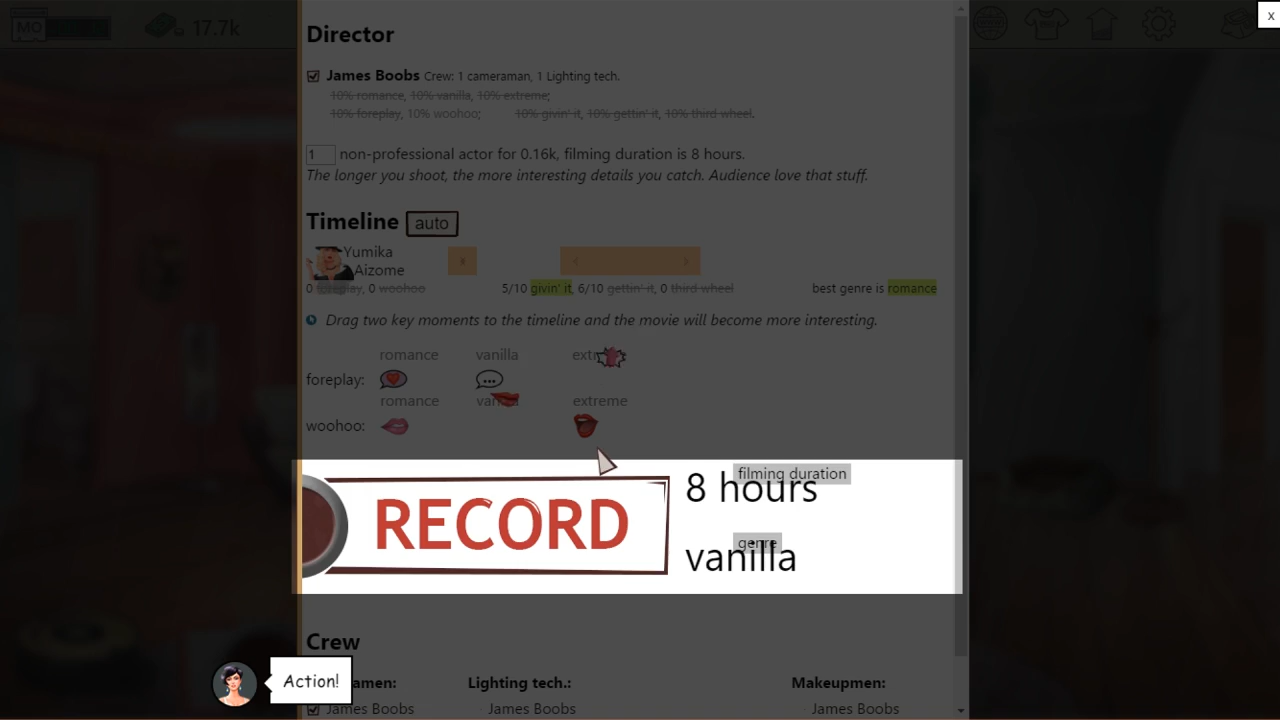 MO
17.7k
x
Director
James Boobs Crew: 1 cameraman, 1 Lighting tech.
10% romance, 10% vanilla, 10% extreme;
10% foreplay, 10% woohoo; 10% givin' it, 10% gettin' it, 10% third wheel.
1 non-professional actor for 0.16k, filming duration is 8 hours.
The longer you shoot, the more interesting details you catch. Audience love that stuff.
Timeline auto
Yumika
Aizome
0 foreplay, 0 woohoo 5/10 givin' it, 6/10 gettin' it, 0 third wheel best genre is romance
Drag two key moments to the timeline and the movie will become more interesting.
romance vanilla extreme
foreplay:
romance vanilla extreme
woohoo:
RECORD
filming duration
8 hours
genre
vanilla
Crew
Action!
amen: Lighting tech.: Makeupmen:
James Boobs James Boobs James Boobs